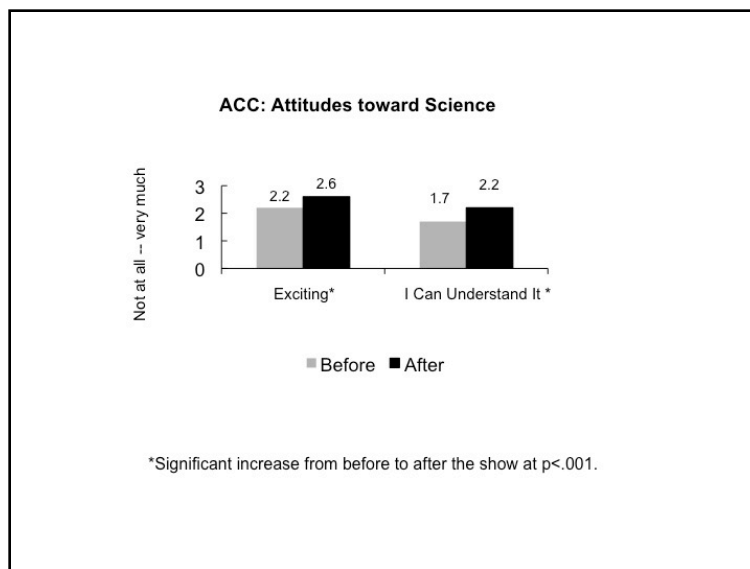 ACC: Attitudes toward Science
Not at all -- very much
3
2
1
0
2.2
2.6
1.7
2.2
Exciting*
I Can Understand It *
Before
After
*Significant increase from before to after the show at p<.001.